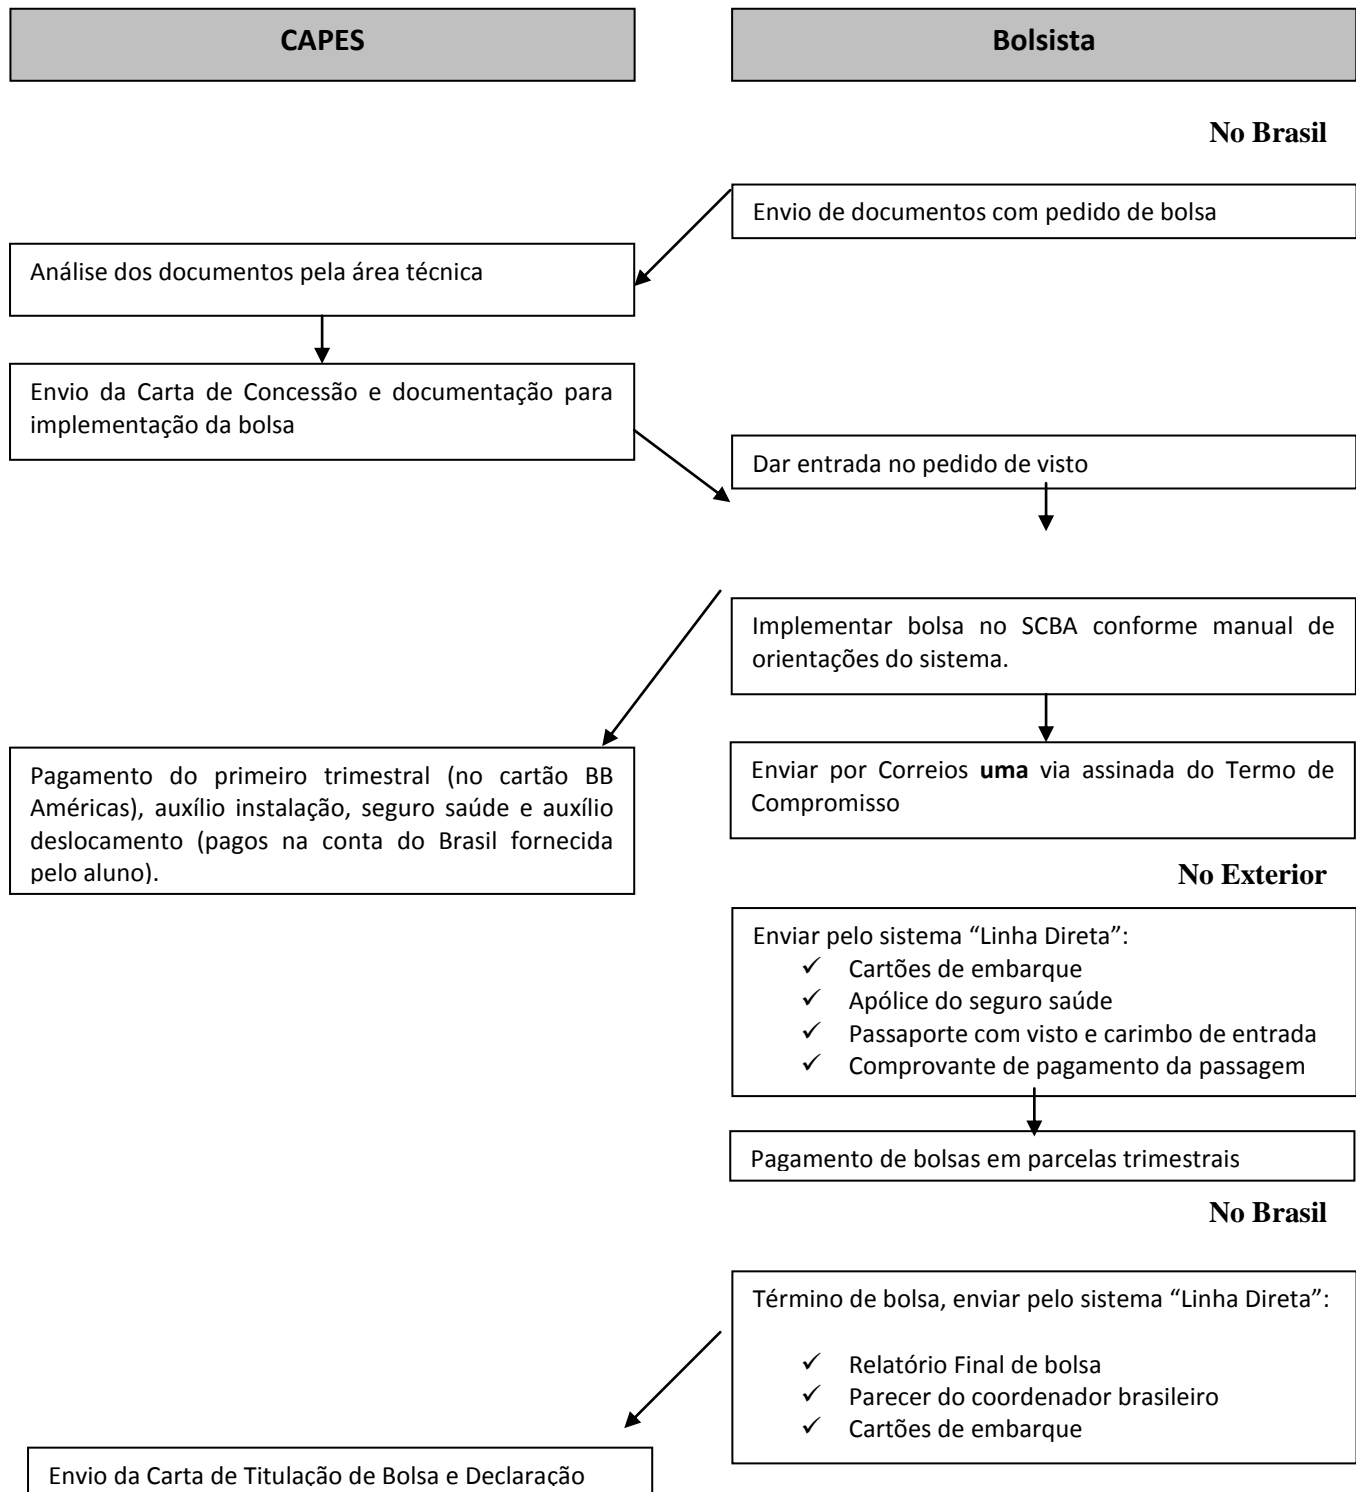 CAPES
Bolsista
No Brasil
Envio de documentos com pedido de bolsa
Análise dos documentos pela área técnica
Envio da Carta de Concessão e documentação para
implementação da bolsa
Dar entrada no pedido de visto
Implementar bolsa no SCBA conforme manual de
orientações do sistema.
Enviar por Correios uma via assinada do Termo de
Compromisso
Pagamento do primeiro trimestral (no cartão BB
Américas), auxílio instalação, seguro saúde e auxílio
deslocamento (pagos na conta do Brasil fornecida
pelo aluno).
No Exterior
Enviar pelo sistema “Linha Direta”:
✓ Cartões de embarque
✓ Apólice do seguro saúde
✓ Passaporte com visto e carimbo de entrada
✓ Comprovante de pagamento da passagem
Pagamento de bolsas em parcelas trimestrais
No Brasil
Término de bolsa, enviar pelo sistema “Linha Direta”:
✓ Relatório Final de bolsa
✓ Parecer do coordenador brasileiro
✓ Cartões de embarque
Envio da Carta de Titulação de Bolsa e Declaração